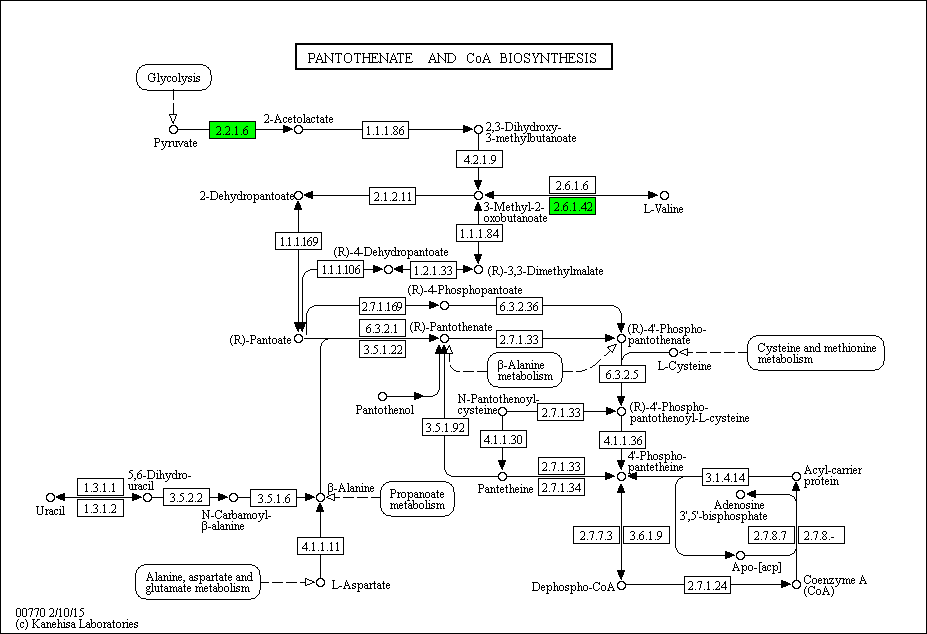 PANTOTHENATE AND CoA BIOSYNTHESIS
Glycolysis
2-Acetolactate
2.2.1.6
1.1.1.86
2,3-Dihydroxy-
3-methylbutanoate
Pyruvate
4.2.1.9
2.6.1.6
2-Dehydropantoate
2.1.2.11
2.6.1.42
3-Methyl-2-
oxobutanoate
L-Valine
1.1.1.84
1.1.1.169
(R)-4-Dehydropantoate
1.1.1.106
1.2.1.33
(R)-3,3-Dimethylmalate
(R)-4-Phosphopantoate
2.7.1.169
6.3.2.36
6.3.2.1
(R)-Pantothenate
(R)-4'-Phospho-
pantothenate
(R)-Pantoate
2.7.1.33
3.5.1.22
Cysteine and methionine
metabolism
β-Alanine
metabolism
L-Cysteine
6.3.2.5
Pantothenol
N-Pantothenoyl-
cysteine
2.7.1.33
(R)-4'-Phospho-
pantothenoyl-L-cysteine
3.5.1.92
4.1.1.30
4.1.1.36
4'-Phospho-
pantetheine
2.7.1.33
Pantetheine
2.7.1.34
3.1.4.14
Acyl-carrier
protein
5,6-Dihydro-
uracil
1.3.1.1
1.3.1.2
3.5.2.2
3.5.1.6
β-Alanine
Propanoate
metabolism
Uracil
N-Carbamoyl-
β-alanine
Adenosine
3',5'-bisphosphate
2.7.7.3
3.6.1.9
2.7.8.7
2.7.8.-
4.1.1.11
Apo-[acp]
Alanine, aspartate and
glutamate metabolism
L-Aspartate
Dephospho-CoA
2.7.1.24
Coenzyme A
(CoA)
00770 2/10/15
(c) Kanehisa Laboratories